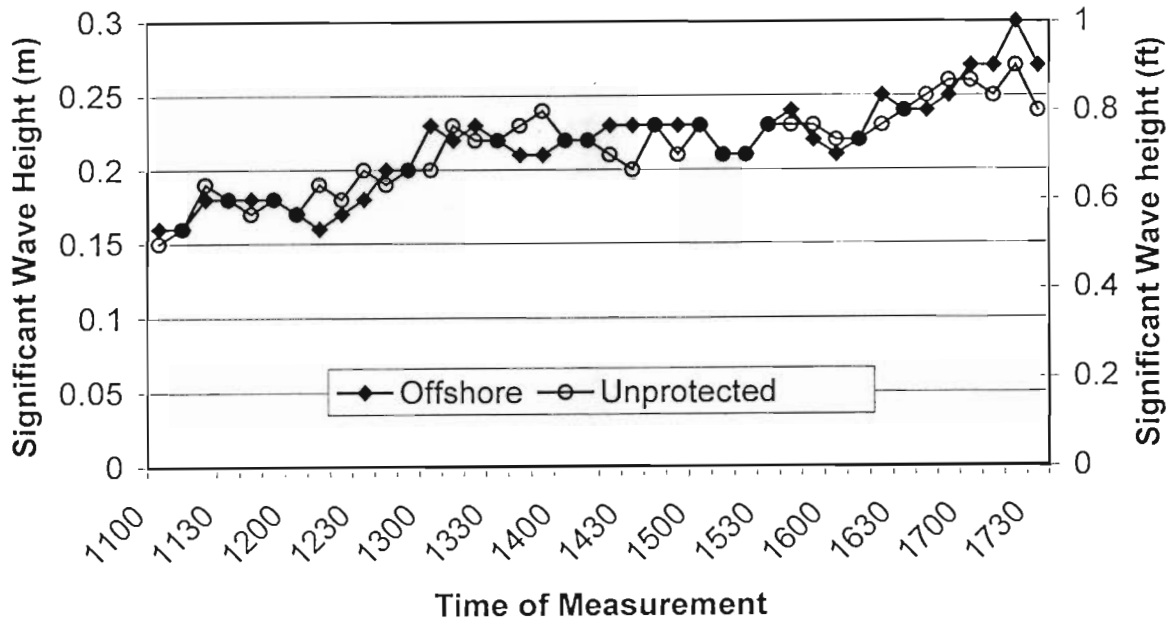 Significant Wave Height (m)
0.3
0.25
0.2
0.15
0.1
0.05
0
1
0.8
0.6
0.4
0.2
0
Significant Wave height (ft)
Offshore Unprotected
1100 1130 1200 1230 1300 1330 1400 1430 1500 1530 1600 1630 1700 1730
Time of Measurement